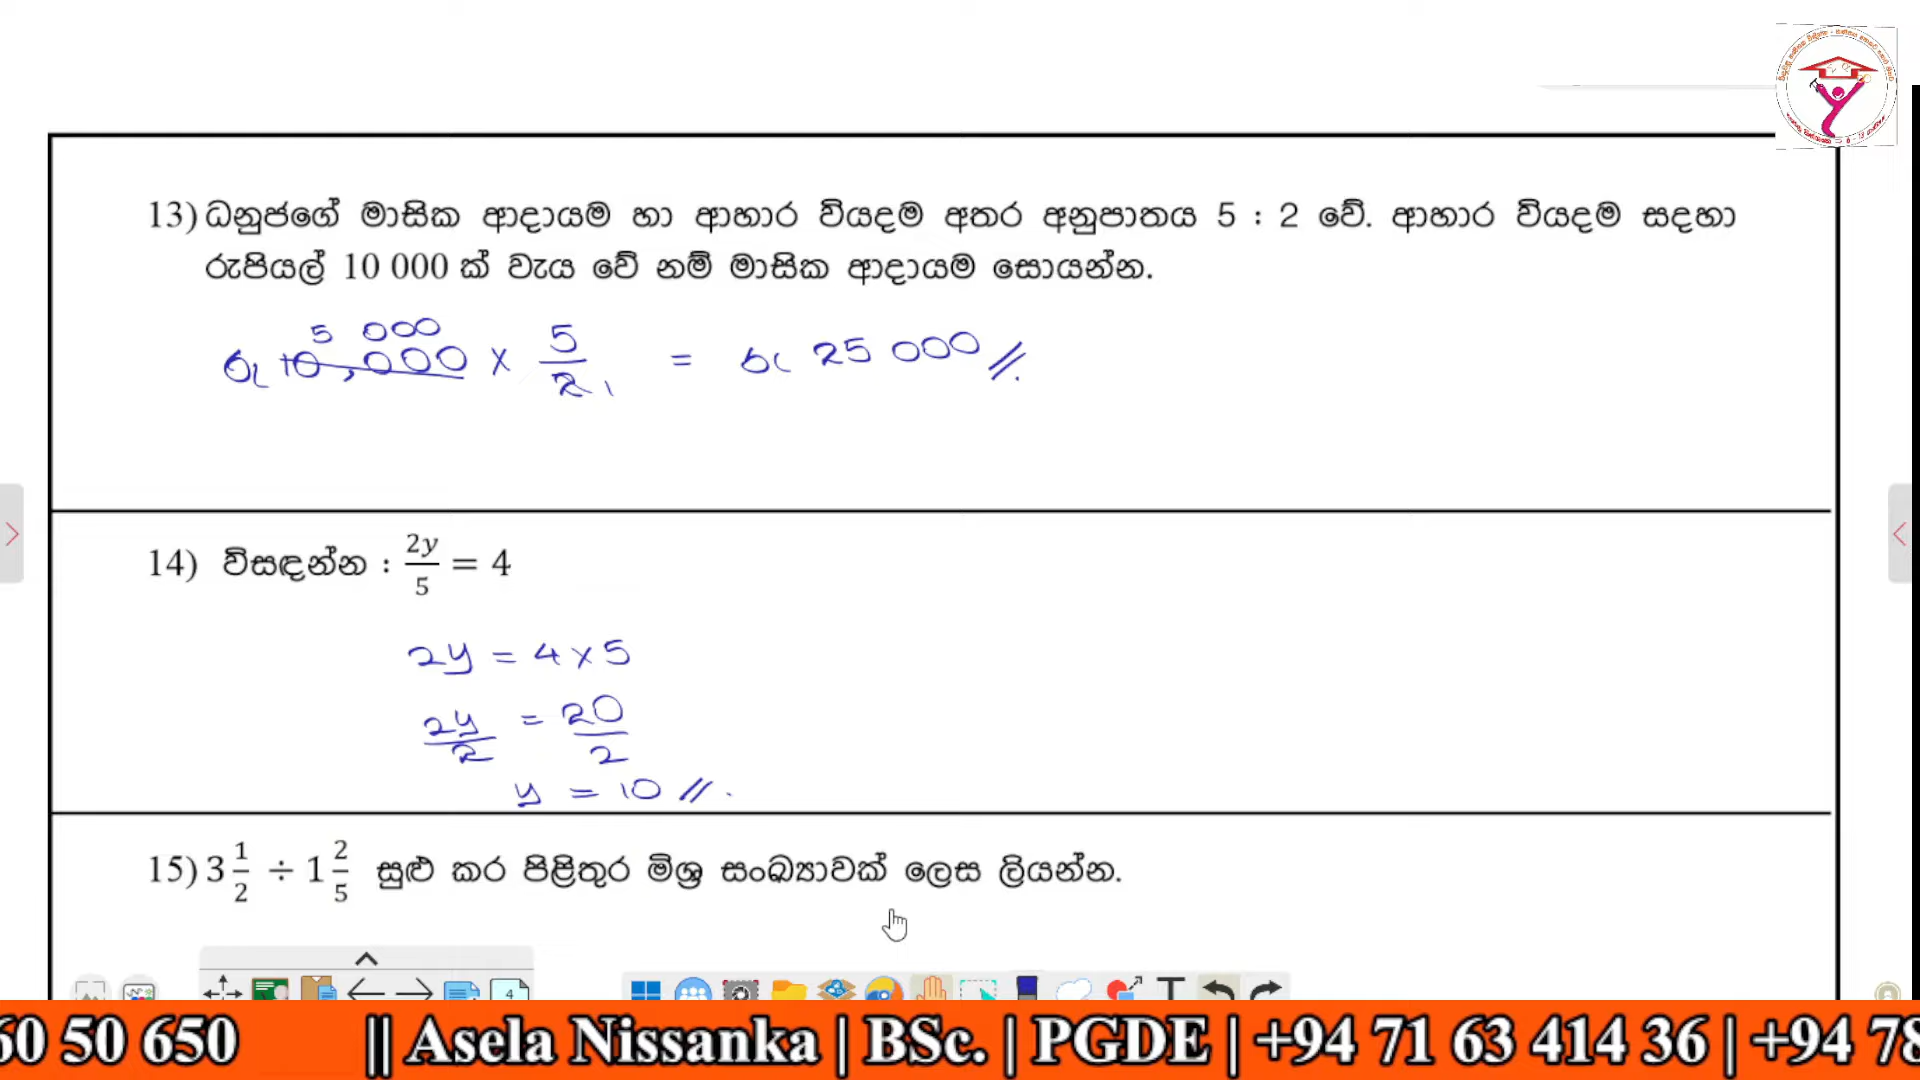 13) ධනුජගේ මාසික ආදායම හා ආහාර වියදම අතර අනුපාතය 5 : 2 වේ. ආහාර වියදම සදහා
රුපියල් 10 000 ක් වැය වේ නම් මාසික ආදායම සොයන්න.
5 000
රු 10,000 × 5/2 1 = රු 25 000 //.
14) විසඳන්න : 2y/5 = 4
2y = 4 × 5
2y/2 = 20/2
y = 10 //.
15) 3 1/2 ÷ 1 2/5 සුළු කර පිළිතුර මිශ්‍ර සංඛ්‍යාවක් ලෙස ලියන්න.
4
60 50 650 || Asela Nissanka | BSc. | PGDE | +94 71 63 414 36 | +94 78